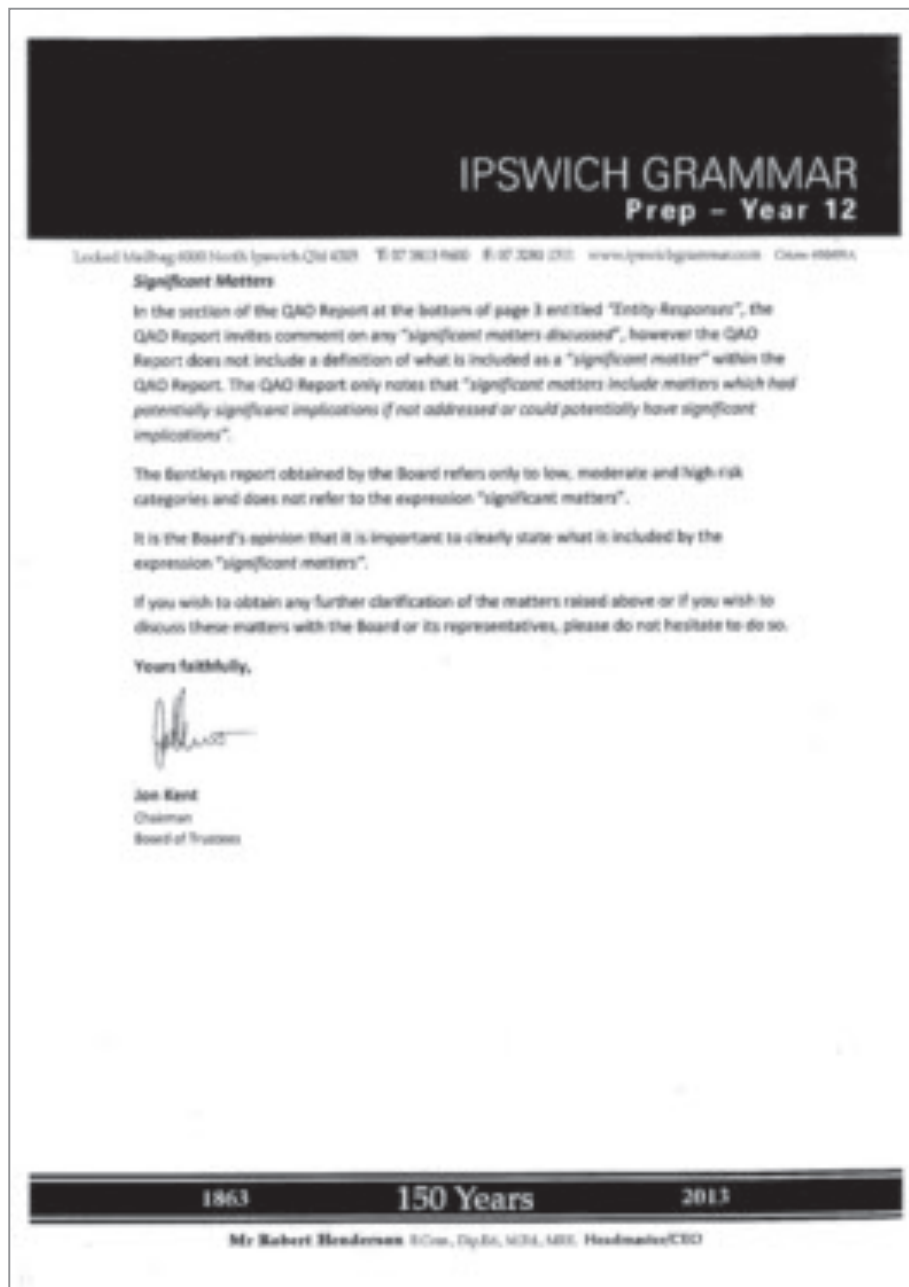 IPSWICH GRAMMAR
Prep – Year 12
Locked Mailbag North Ipswich Qld
Significant Matters
In the section of the QAO Report at the bottom of page 3 entitled "Entity Responses", the
QAO Report invites comment on any "significant matters discussed", however the QAO
Report does not include a definition of what is included as a "significant matter" within the
QAO Report. The QAO Report only notes that "significant matters include matters which had
potentially significant implications if not addressed or could potentially have significant
implications".
The Bentleys report obtained by the Board refers only to low, moderate and high risk
categories and does not refer to the expression "significant matters".
It is the Board's opinion that it is important to clearly state what is included by the
expression "significant matters".
If you wish to obtain any further clarification of the matters raised above or if you wish to
discuss these matters with the Board or its representatives, please do not hesitate to do so.
Yours faithfully,
Jon Kent
Chairman
Board of Trustees
1863 150 Years 2013
Mr Robert Henderson Headmaster/CEO